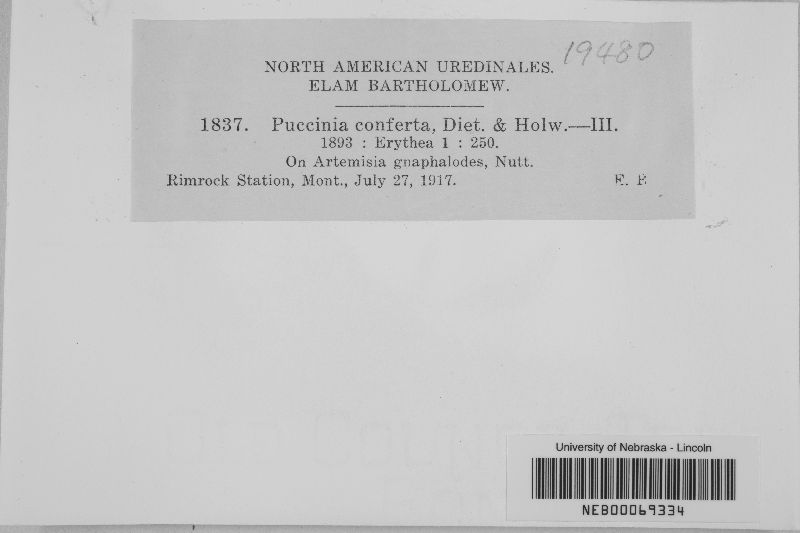 19480
NORTH AMERICAN UREDINALES.
ELAM BARTHOLOMEW.
1837. Puccinia conferta, Diet. & Holw.—III.
1893 : Erythea 1 : 250.
On Artemisia gnaphalodes, Nutt.
Rimrock Station, Mont., July 27, 1917. E. B
University of Nebraska - Lincoln
NEB00069334